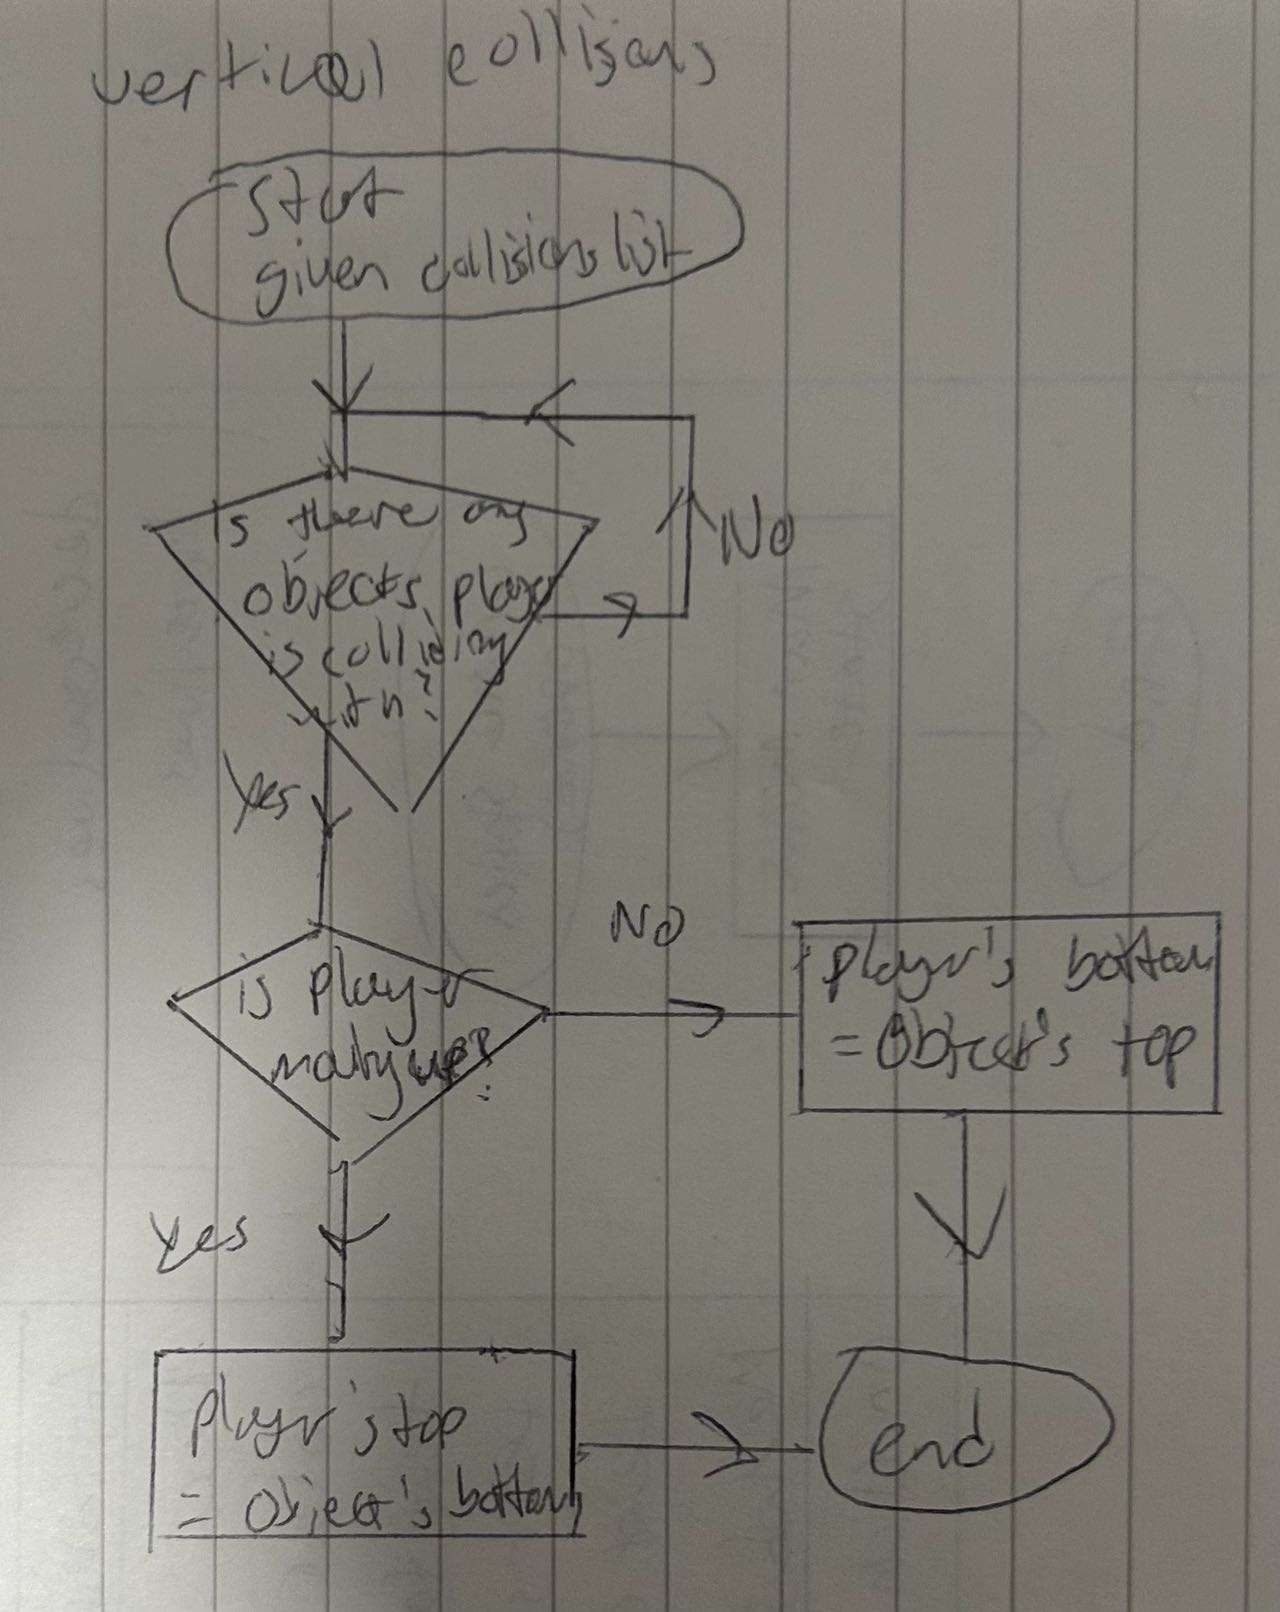 vertical collisions
start
given collisions list
is there any
objects player
is colliding
with?
No
Yes
is player
moving up?
No
player's bottom
= Object's top
Yes
player's top
= Object's bottom
end